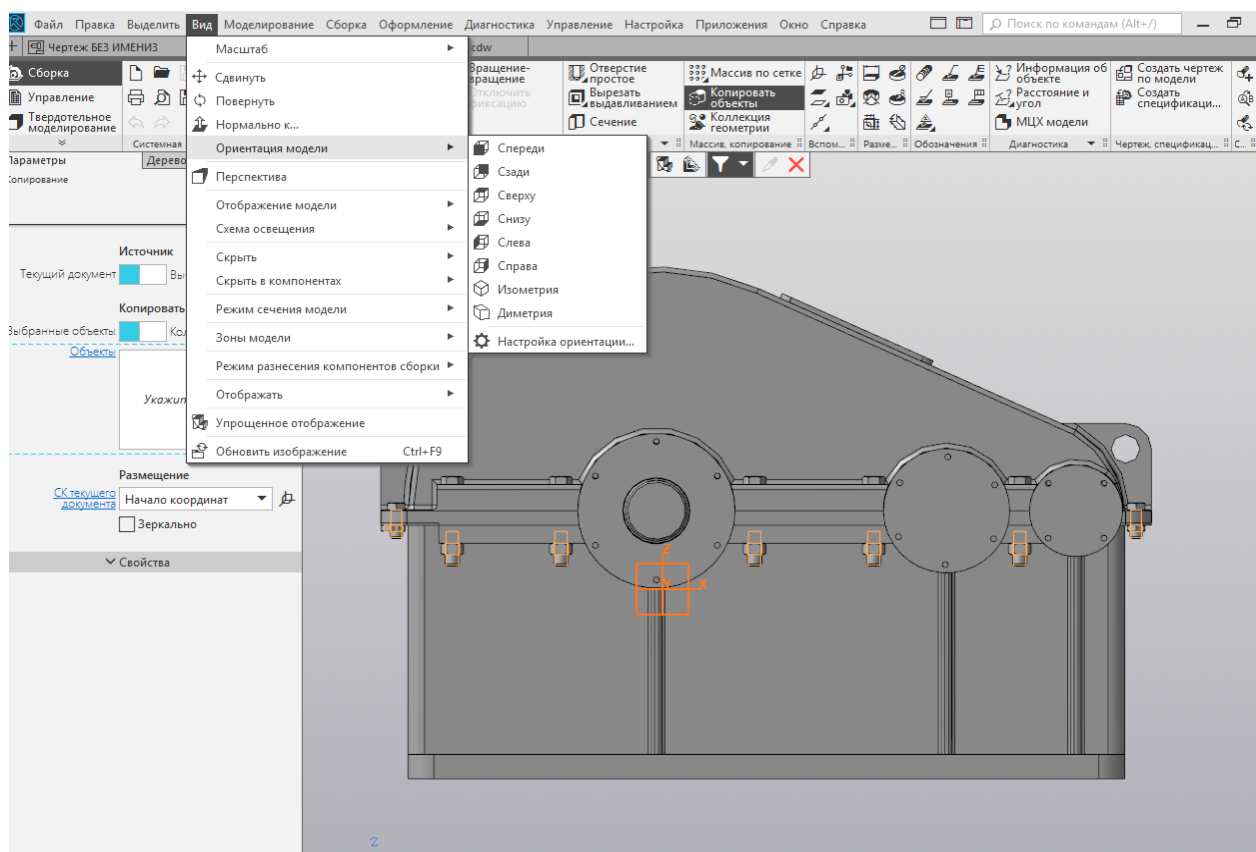 Файл Правка Выделить Вид Моделирование Сборка Оформление Диагностика Управление Настройка Приложения Окно Справка
Поиск по командам (Alt+/)
Чертеж БЕЗ ИМЕНИ3
cdw
Сборка
Управление
Твердотельное моделирование
Системная
Масштаб
Сдвинуть
Повернуть
Нормально к...
Ориентация модели
Перспектива
Отображение модели
Схема освещения
Скрыть
Скрыть в компонентах
Режим сечения модели
Зоны модели
Режим разнесения компонентов сборки
Отображать
Упрощенное отображение
Обновить изображение Ctrl+F9
Спереди
Сзади
Сверху
Снизу
Слева
Справа
Изометрия
Диметрия
Настройка ориентации...
Вращение-
вращение
Отключить
фиксацию
Отверстие
простое
Вырезать
выдавливанием
Сечение
Массив по сетке
Копировать
объекты
Коллекция
геометрии
Массив, копирование
Вспом...
Разме...
Обозначения
Информация об
объекте
Расстояние и
угол
МЦХ модели
Диагностика
Создать чертеж
по модели
Создать
спецификаци...
Чертеж, спецификац...
С...
Параметры
Дерево
Копирование
Источник
Текущий документ
Вы
Копировать
Выбранные объекты
Кол
Объекты
Укажит
Размещение
СК текущего
документа
Начало координат
Зеркально
Свойства
Z
X
Y
Z